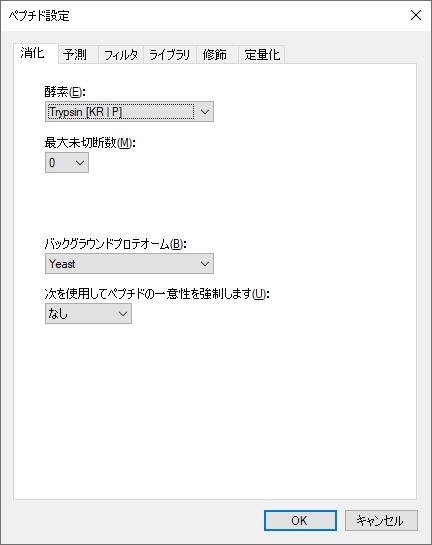 ペプチド設定
消化
予測
フィルタ
ライブラリ
修飾
定量化
酵素(E):
Trypsin [KR | P]
最大未切断数(M):
0
バックグラウンドプロテオーム(B):
Yeast
次を使用してペプチドの一意性を強制します(U):
なし
OK
キャンセル